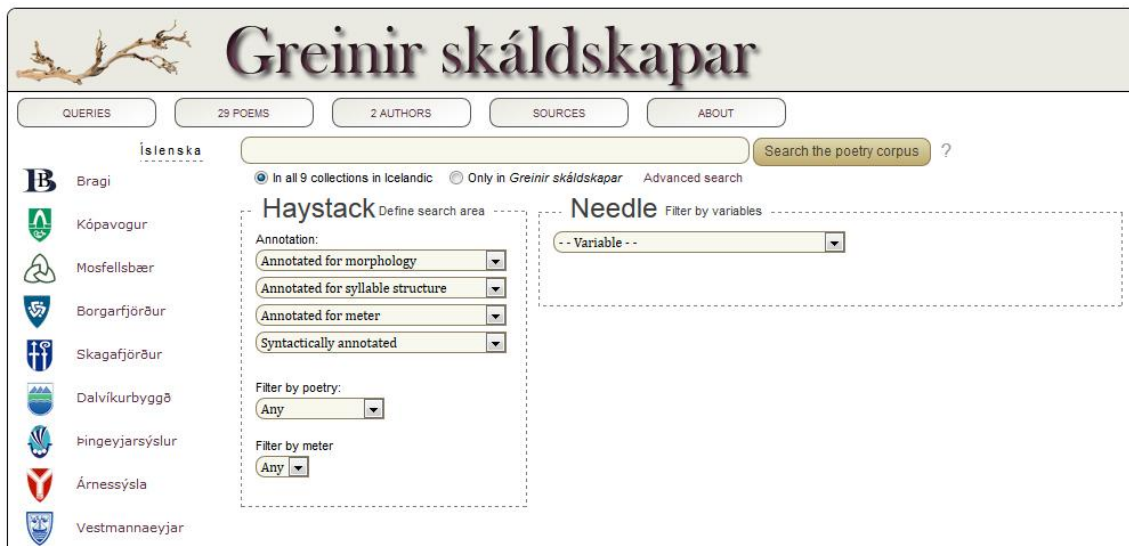 Greinir skáldskapar
QUERIES
29 POEMS
2 AUTHORS
SOURCES
ABOUT
Íslenska
Search the poetry corpus
?
In all 9 collections in Icelandic
Only in Greinir skáldskapar
Advanced search
B
Bragi
Kópavogur
Mosfellsbær
Borgarfjörður
Skagafjörður
Dalvíkurbyggð
Þingeyjarsýslur
Árnessýsla
Vestmannaeyjar
Haystack Define search area
Annotation:
Annotated for morphology
Annotated for syllable structure
Annotated for meter
Syntactically annotated
Filter by poetry:
Any
Filter by meter
Any
Needle Filter by variables
- - Variable - -